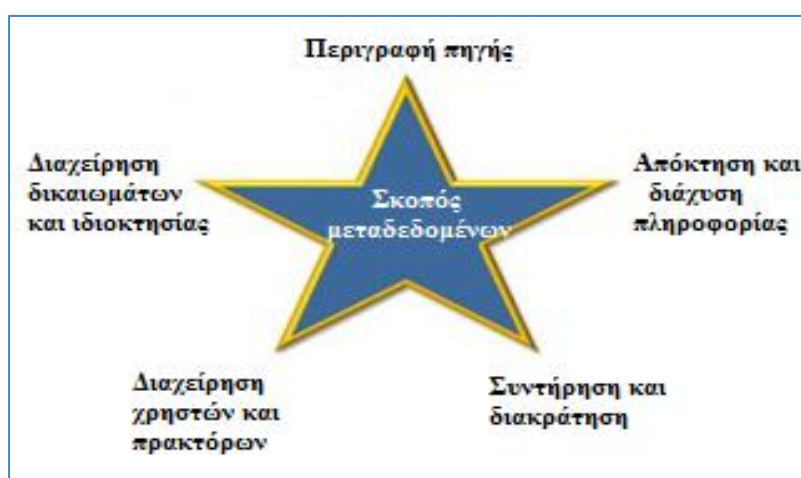 Περιγραφή πηγής
Διαχείρηση
δικαιωμάτων
και ιδιοκτησίας
Σκοπός
μεταδεδομένων
Απόκτηση και
διάχυση
πληροφορίας
Διαχείρηση
χρηστών και
πρακτόρων
Συντήρηση και
διακράτηση